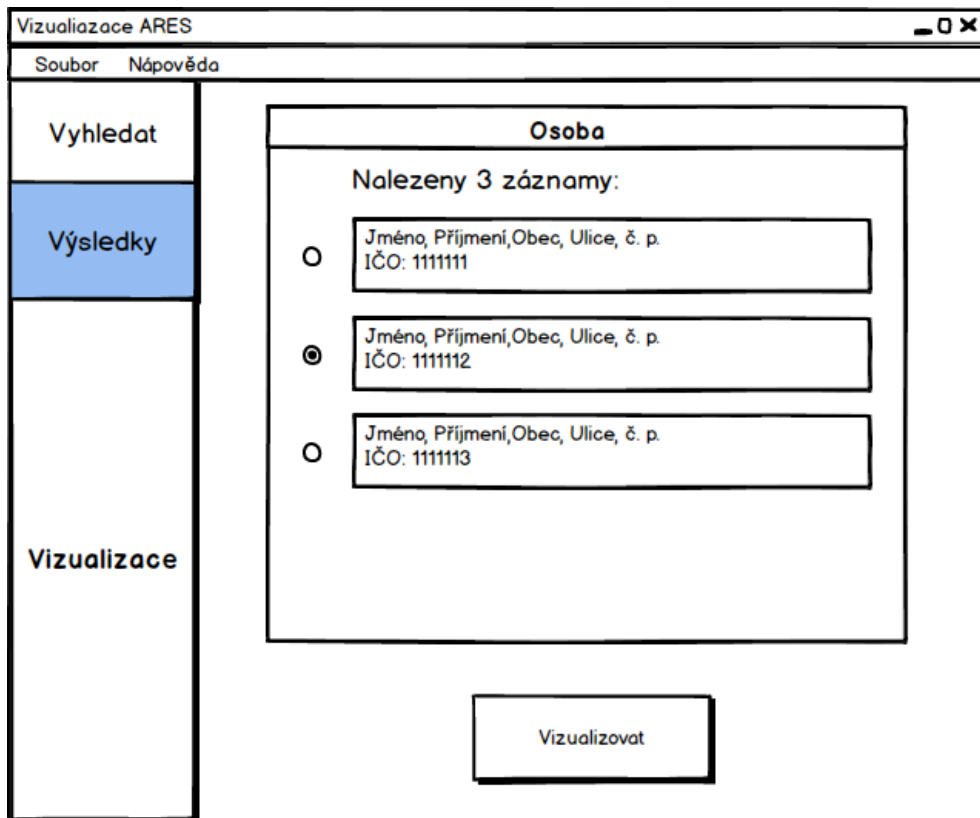 Vizualiazace ARES
Soubor Nápověda
Vyhledat
Výsledky
Vizualizace
Osoba
Nalezeny 3 záznamy:
Jméno, Příjmení,Obec, Ulice, č. p.
IČO: 1111111
Jméno, Příjmení,Obec, Ulice, č. p.
IČO: 1111112
Jméno, Příjmení,Obec, Ulice, č. p.
IČO: 1111113
Vizualizovat